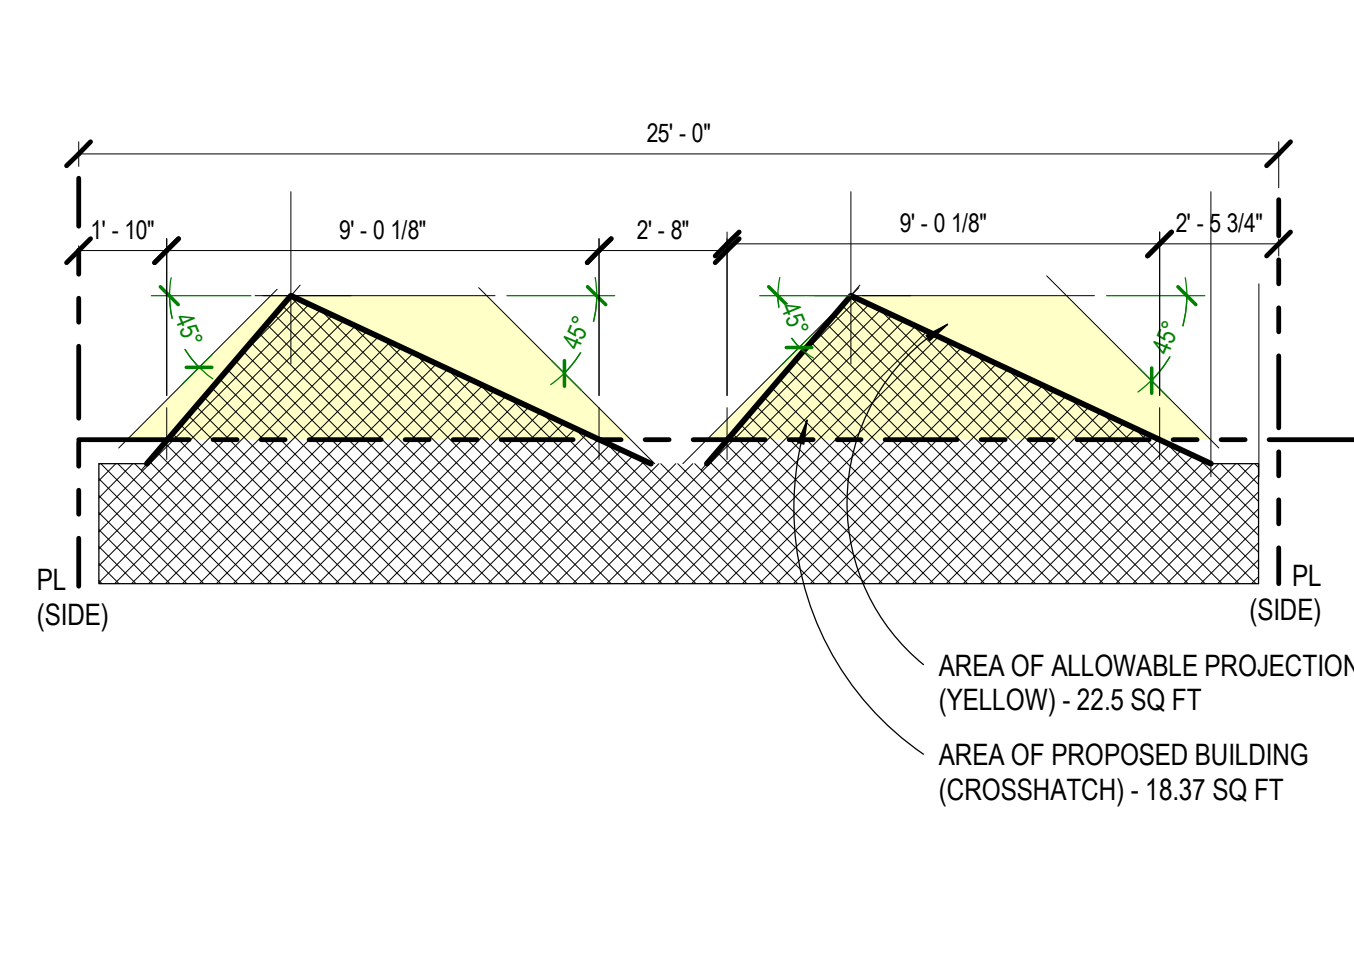 25' - 0"
1' - 10"
9' - 0 1/8"
2' - 8"
9' - 0 1/8"
2' - 5 3/4"
45°
45°
45°
45°
PL
(SIDE)
PL
(SIDE)
AREA OF ALLOWABLE PROJECTION
(YELLOW) - 22.5 SQ FT
AREA OF PROPOSED BUILDING
(CROSSHATCH) - 18.37 SQ FT